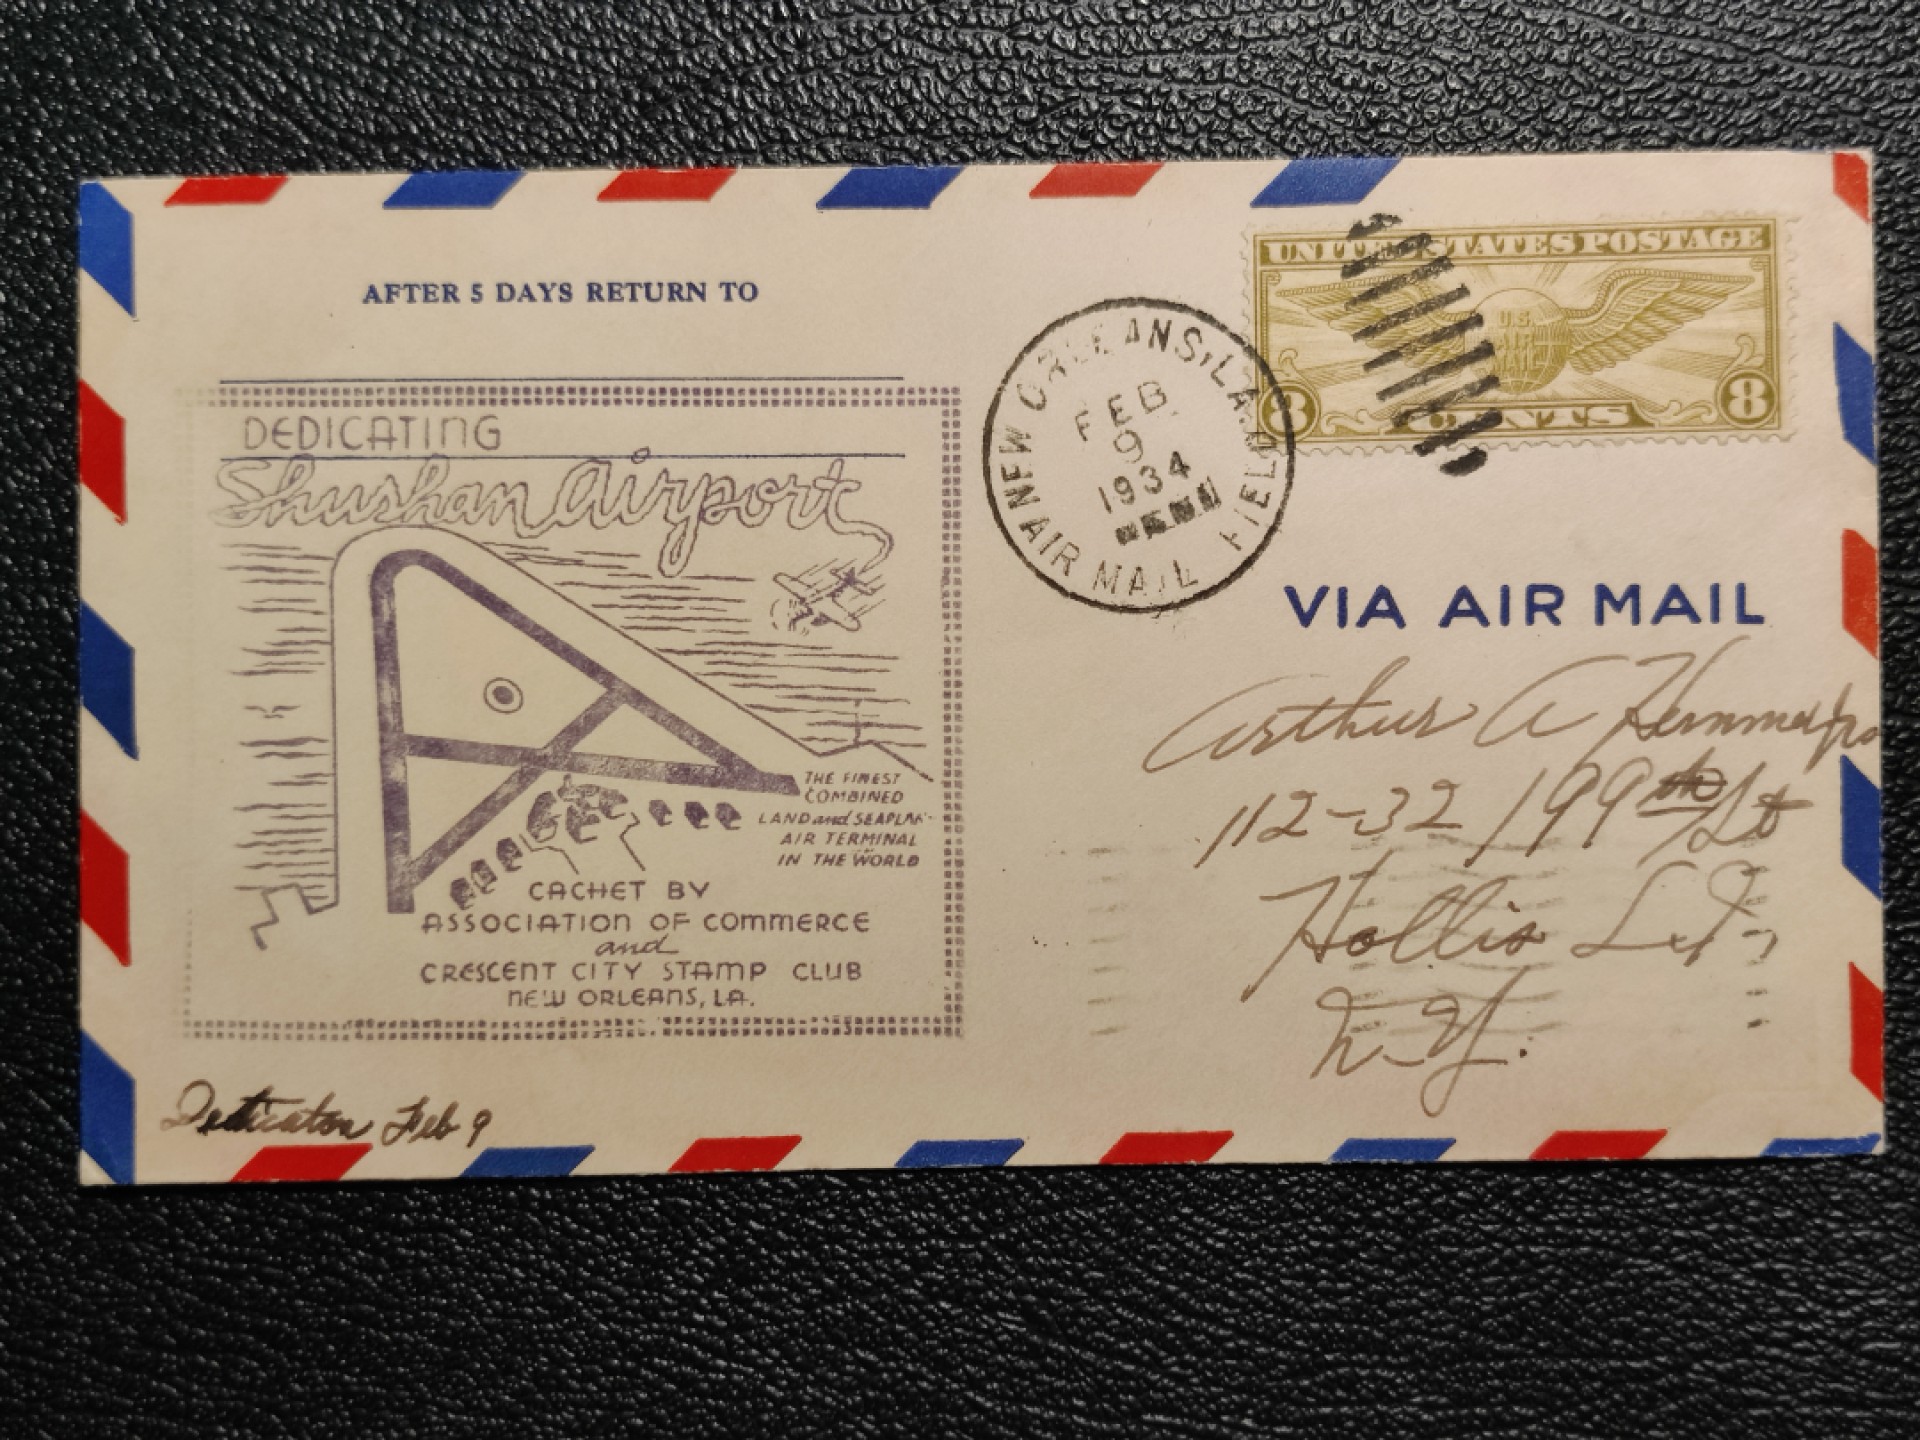 AFTER 5 DAYS RETURN TO
DEDICATING
Shushan Airport
THE FINEST
COMBINED
LAND and SEAPLAN
AIR TERMINAL
IN THE WORLD
CACHET BY
ASSOCIATION OF COMMERCE
and
CRESCENT CITY STAMP CLUB
NEW ORLEANS, LA.
Dedication Feb 9
NEW ORLEANS, LA.
FEB
9
1934
AIR MAIL FIELD
UNITED STATES POSTAGE
U.S.
AIR
MAIL
8 CENTS 8
VIA AIR MAIL
Arthur A
112-32 199th St
Hollis L.I.,
N.Y.